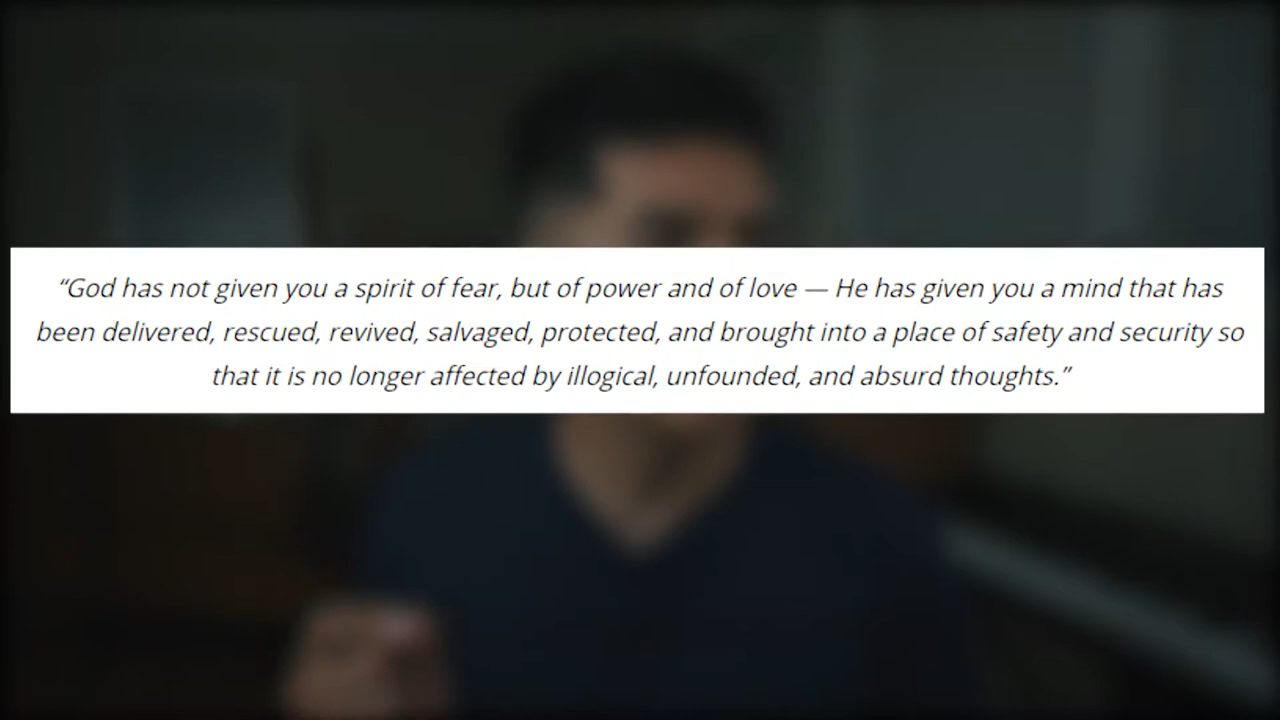 “God has not given you a spirit of fear, but of power and of love — He has given you a mind that has
been delivered, rescued, revived, salvaged, protected, and brought into a place of safety and security so
that it is no longer affected by illogical, unfounded, and absurd thoughts.”